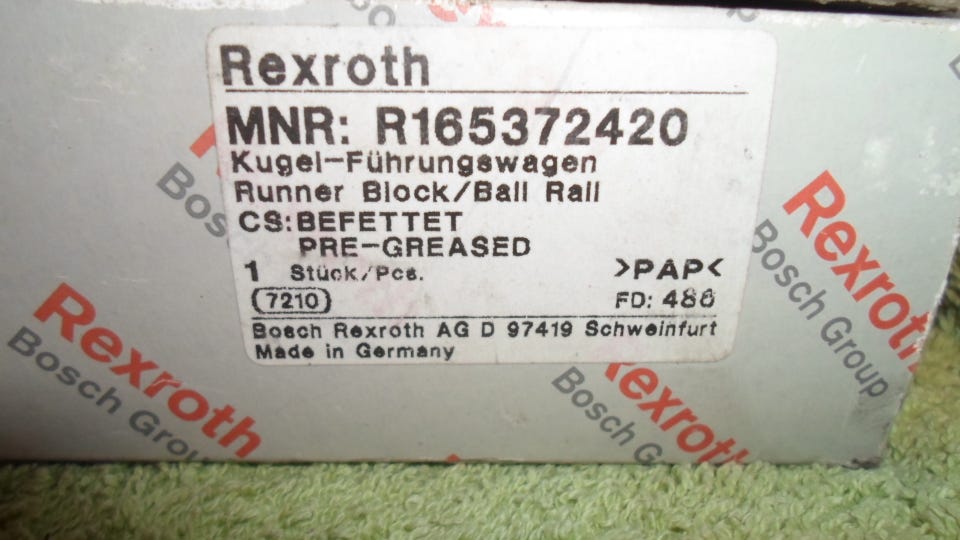 Rexroth
MNR: R165372420
Kugel-Führungswagen
Runner Block/Ball Rail
CS:BEFETTET
PRE-GREASED
1 Stück/Pcs.
>PAP<
7210
FD: 486
Bosch Rexroth AG D 97419 Schweinfurt
Made in Germany
Rexroth
Bosch Group
Rexroth
Bosch Group
Rexroth
Bosch Group
Bos